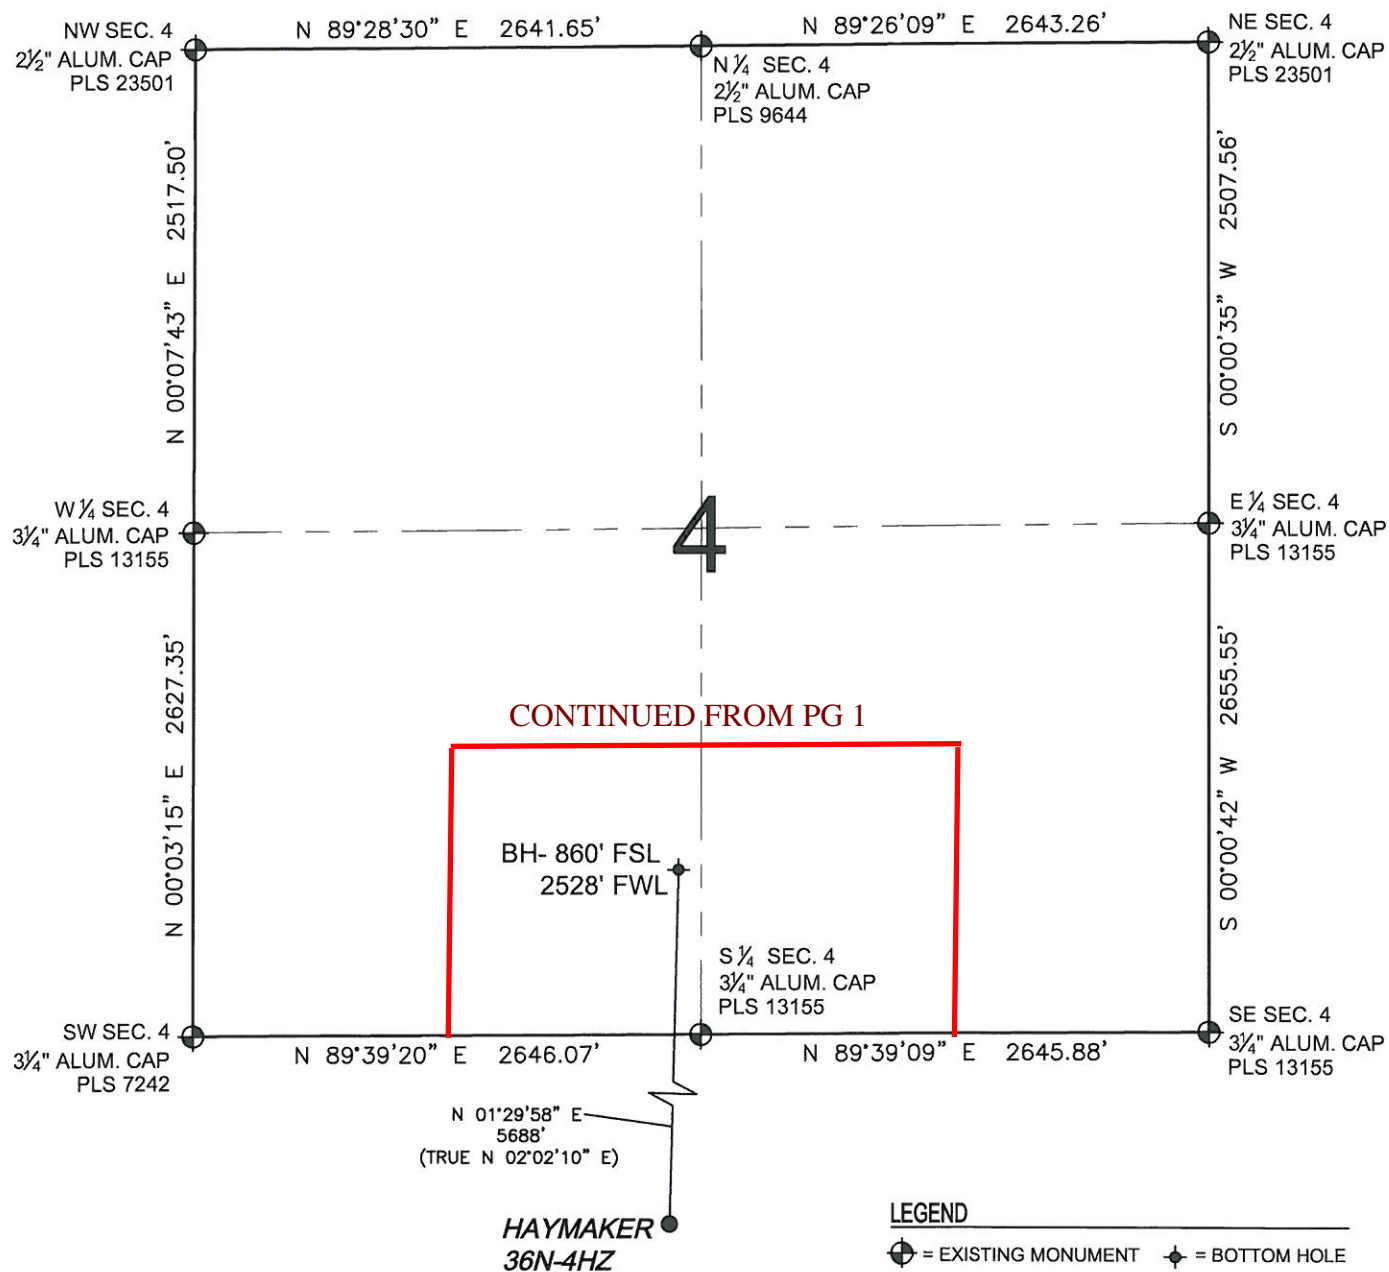 NW SEC. 4
2½" ALUM. CAP
PLS 23501
N 89°28'30" E 2641.65'
N ¼ SEC. 4
2½" ALUM. CAP
PLS 9644
N 89°26'09" E 2643.26'
NE SEC. 4
2½" ALUM. CAP
PLS 23501
N 00°07'43" E 2517.50'
S 00°00'35" W 2507.56'
W ¼ SEC. 4
3¼" ALUM. CAP
PLS 13155
4
E ¼ SEC. 4
3¼" ALUM. CAP
PLS 13155
N 00°03'15" E 2627.35'
S 00°00'42" W 2655.55'
CONTINUED FROM PG 1
BH- 860' FSL
2528' FWL
S ¼ SEC. 4
3¼" ALUM. CAP
PLS 13155
SW SEC. 4
3¼" ALUM. CAP
PLS 7242
N 89°39'20" E 2646.07'
N 89°39'09" E 2645.88'
SE SEC. 4
3¼" ALUM. CAP
PLS 13155
N 01°29'58" E
5688'
(TRUE N 02°02'10" E)
HAYMAKER
36N-4HZ
LEGEND
= EXISTING MONUMENT
= BOTTOM HOLE